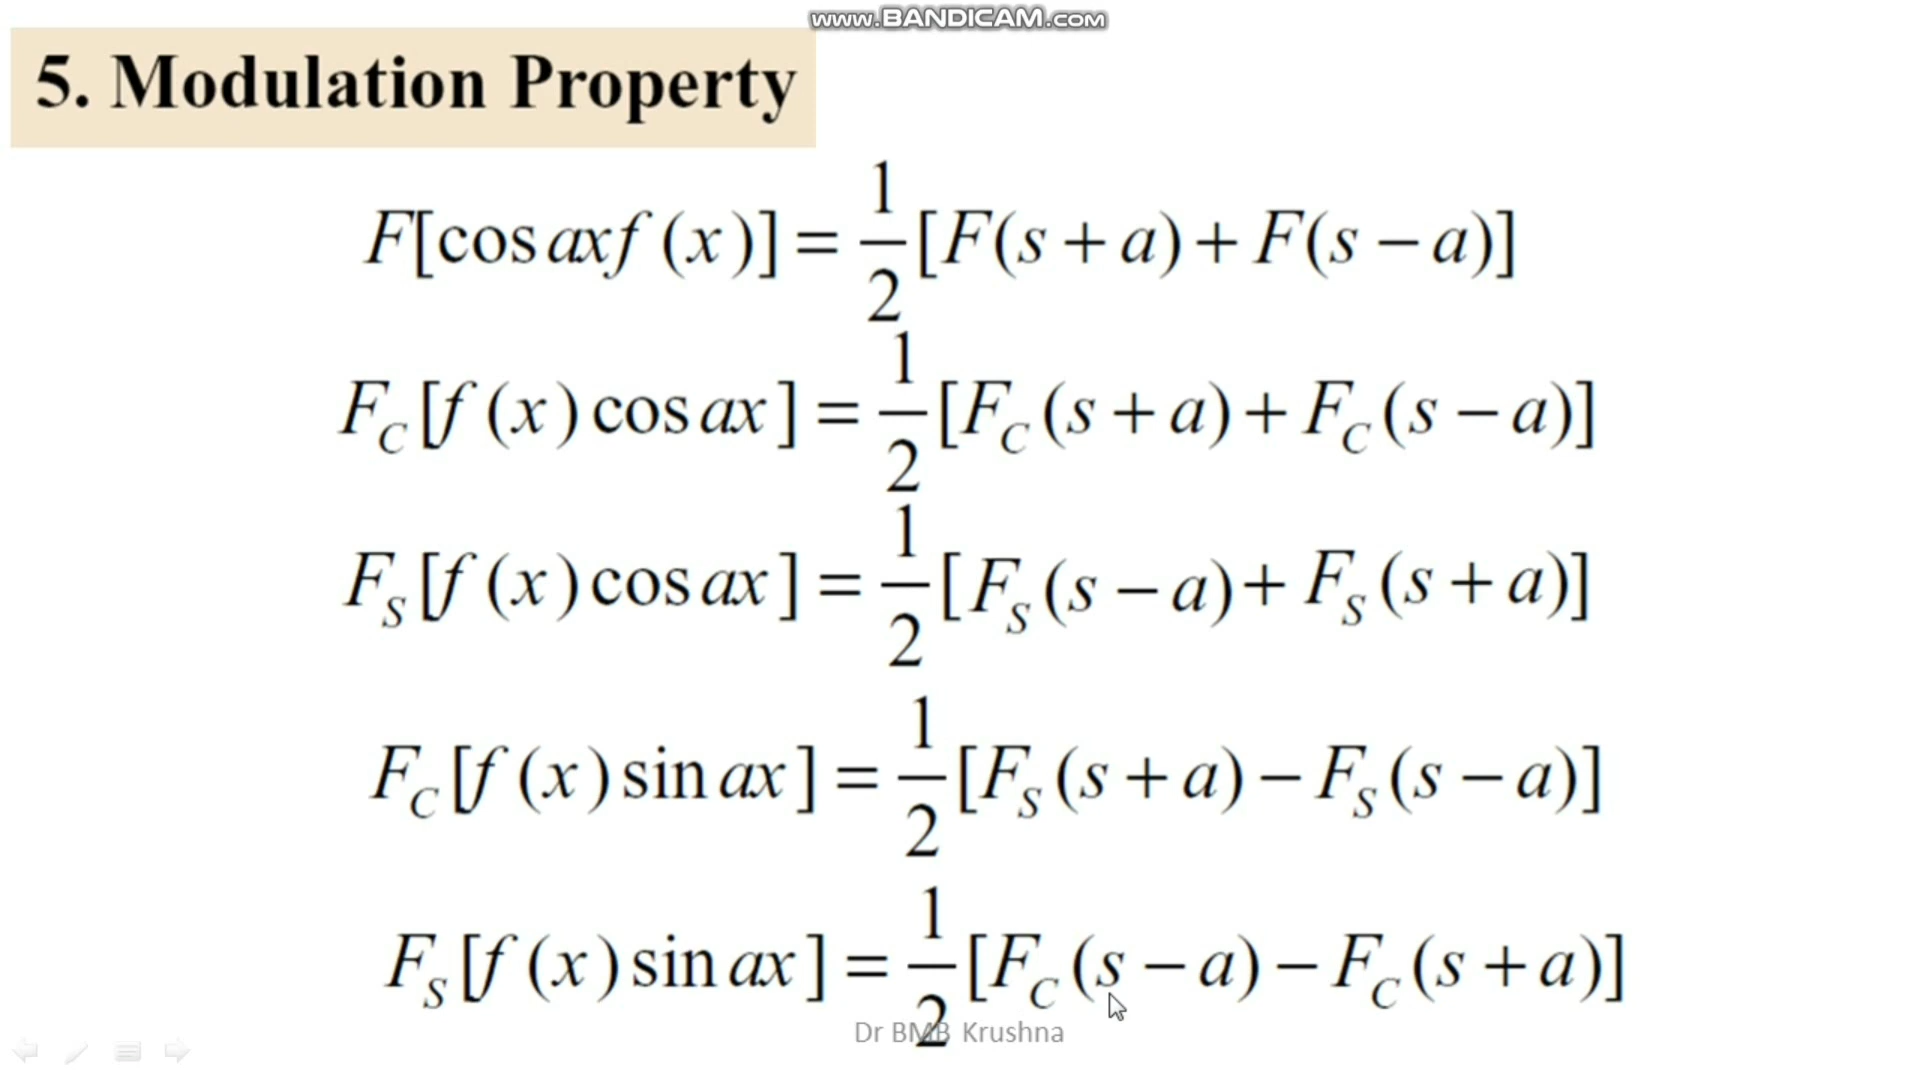 www.BANDICAM.com
5. Modulation Property
F[cos axf(x)] = 1/2 [F(s + a) + F(s − a)]
F_C[f(x) cos ax] = 1/2 [F_C(s + a) + F_C(s − a)]
F_S[f(x) cos ax] = 1/2 [F_S(s − a) + F_S(s + a)]
F_C[f(x) sin ax] = 1/2 [F_S(s + a) − F_S(s − a)]
F_S[f(x) sin ax] = 1/2 [F_C(s − a) − F_C(s + a)]
Dr BMB Krushna